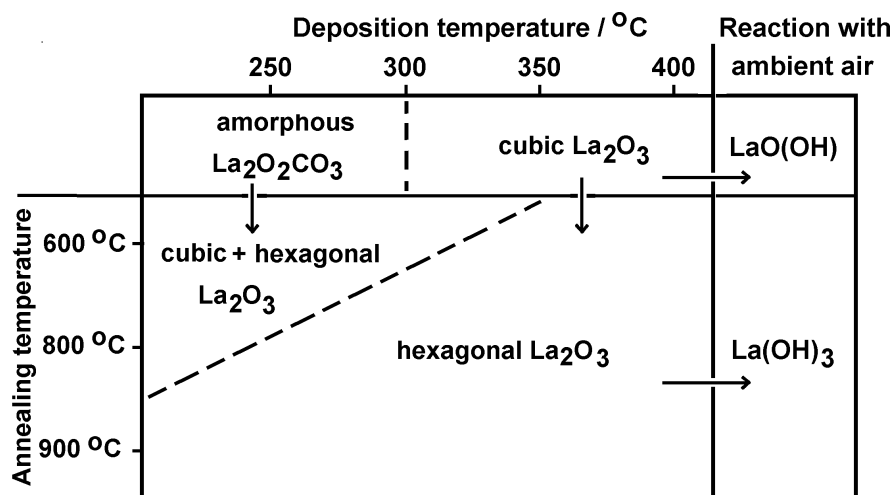 Deposition temperature / °C
Reaction with
ambient air
250 300 350 400
amorphous
La₂O₂CO₃
cubic La₂O₃
LaO(OH)
Annealing temperature
600 °C
cubic + hexagonal
La₂O₃
800 °C
hexagonal La₂O₃
La(OH)₃
900 °C